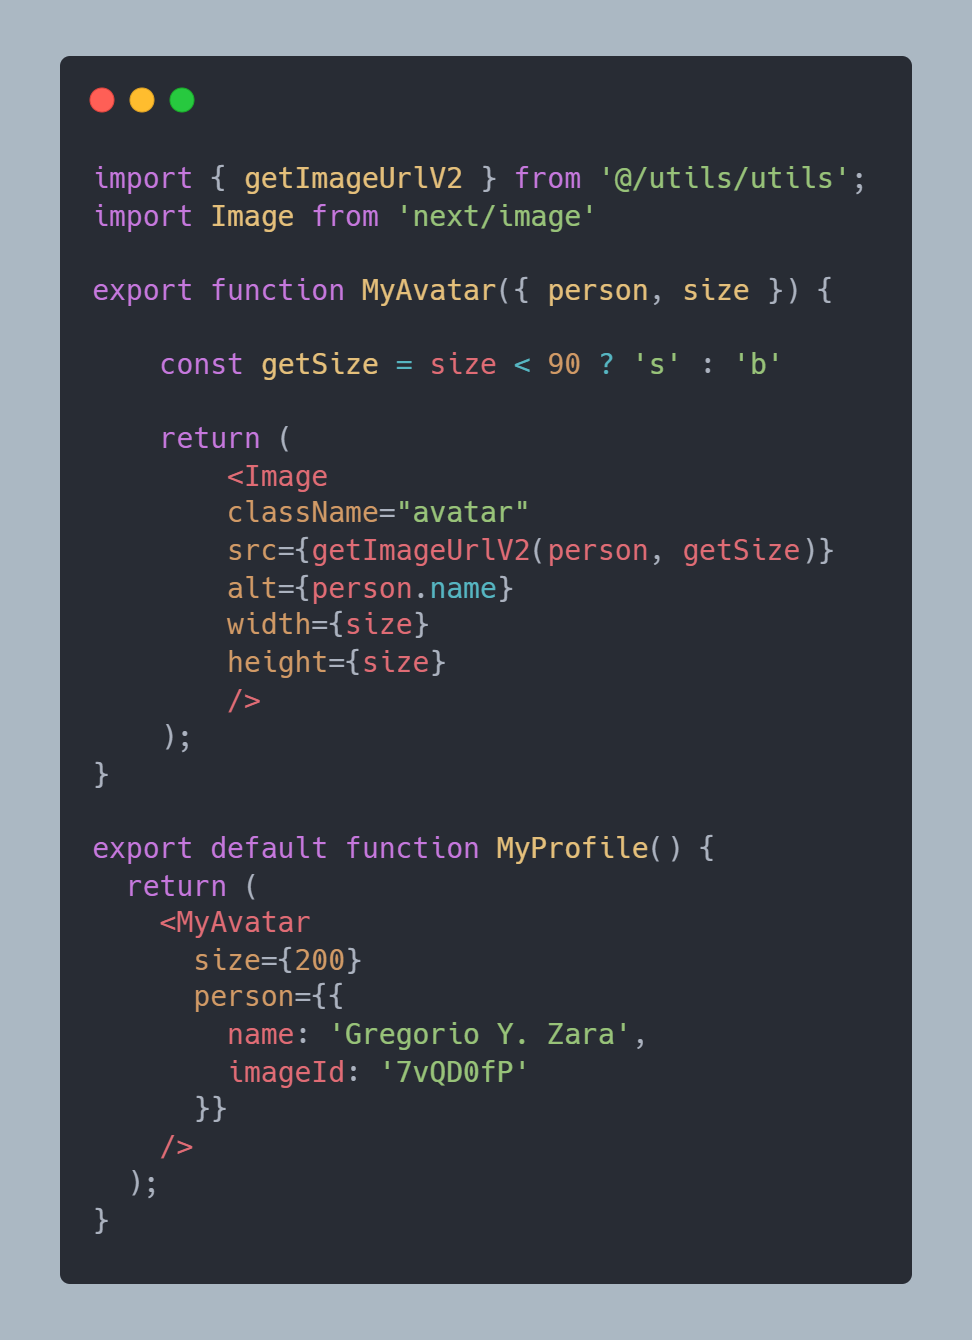 import { getImageUrlV2 } from '@/utils/utils';
import Image from 'next/image'

export function MyAvatar({ person, size }) {

    const getSize = size < 90 ? 's' : 'b'

    return (
        <Image
        className="avatar"
        src={getImageUrlV2(person, getSize)}
        alt={person.name}
        width={size}
        height={size}
        />
    );
}

export default function MyProfile() {
  return (
    <MyAvatar
      size={200}
      person={{
        name: 'Gregorio Y. Zara',
        imageId: '7vQD0fP'
      }}
    />
  );
}